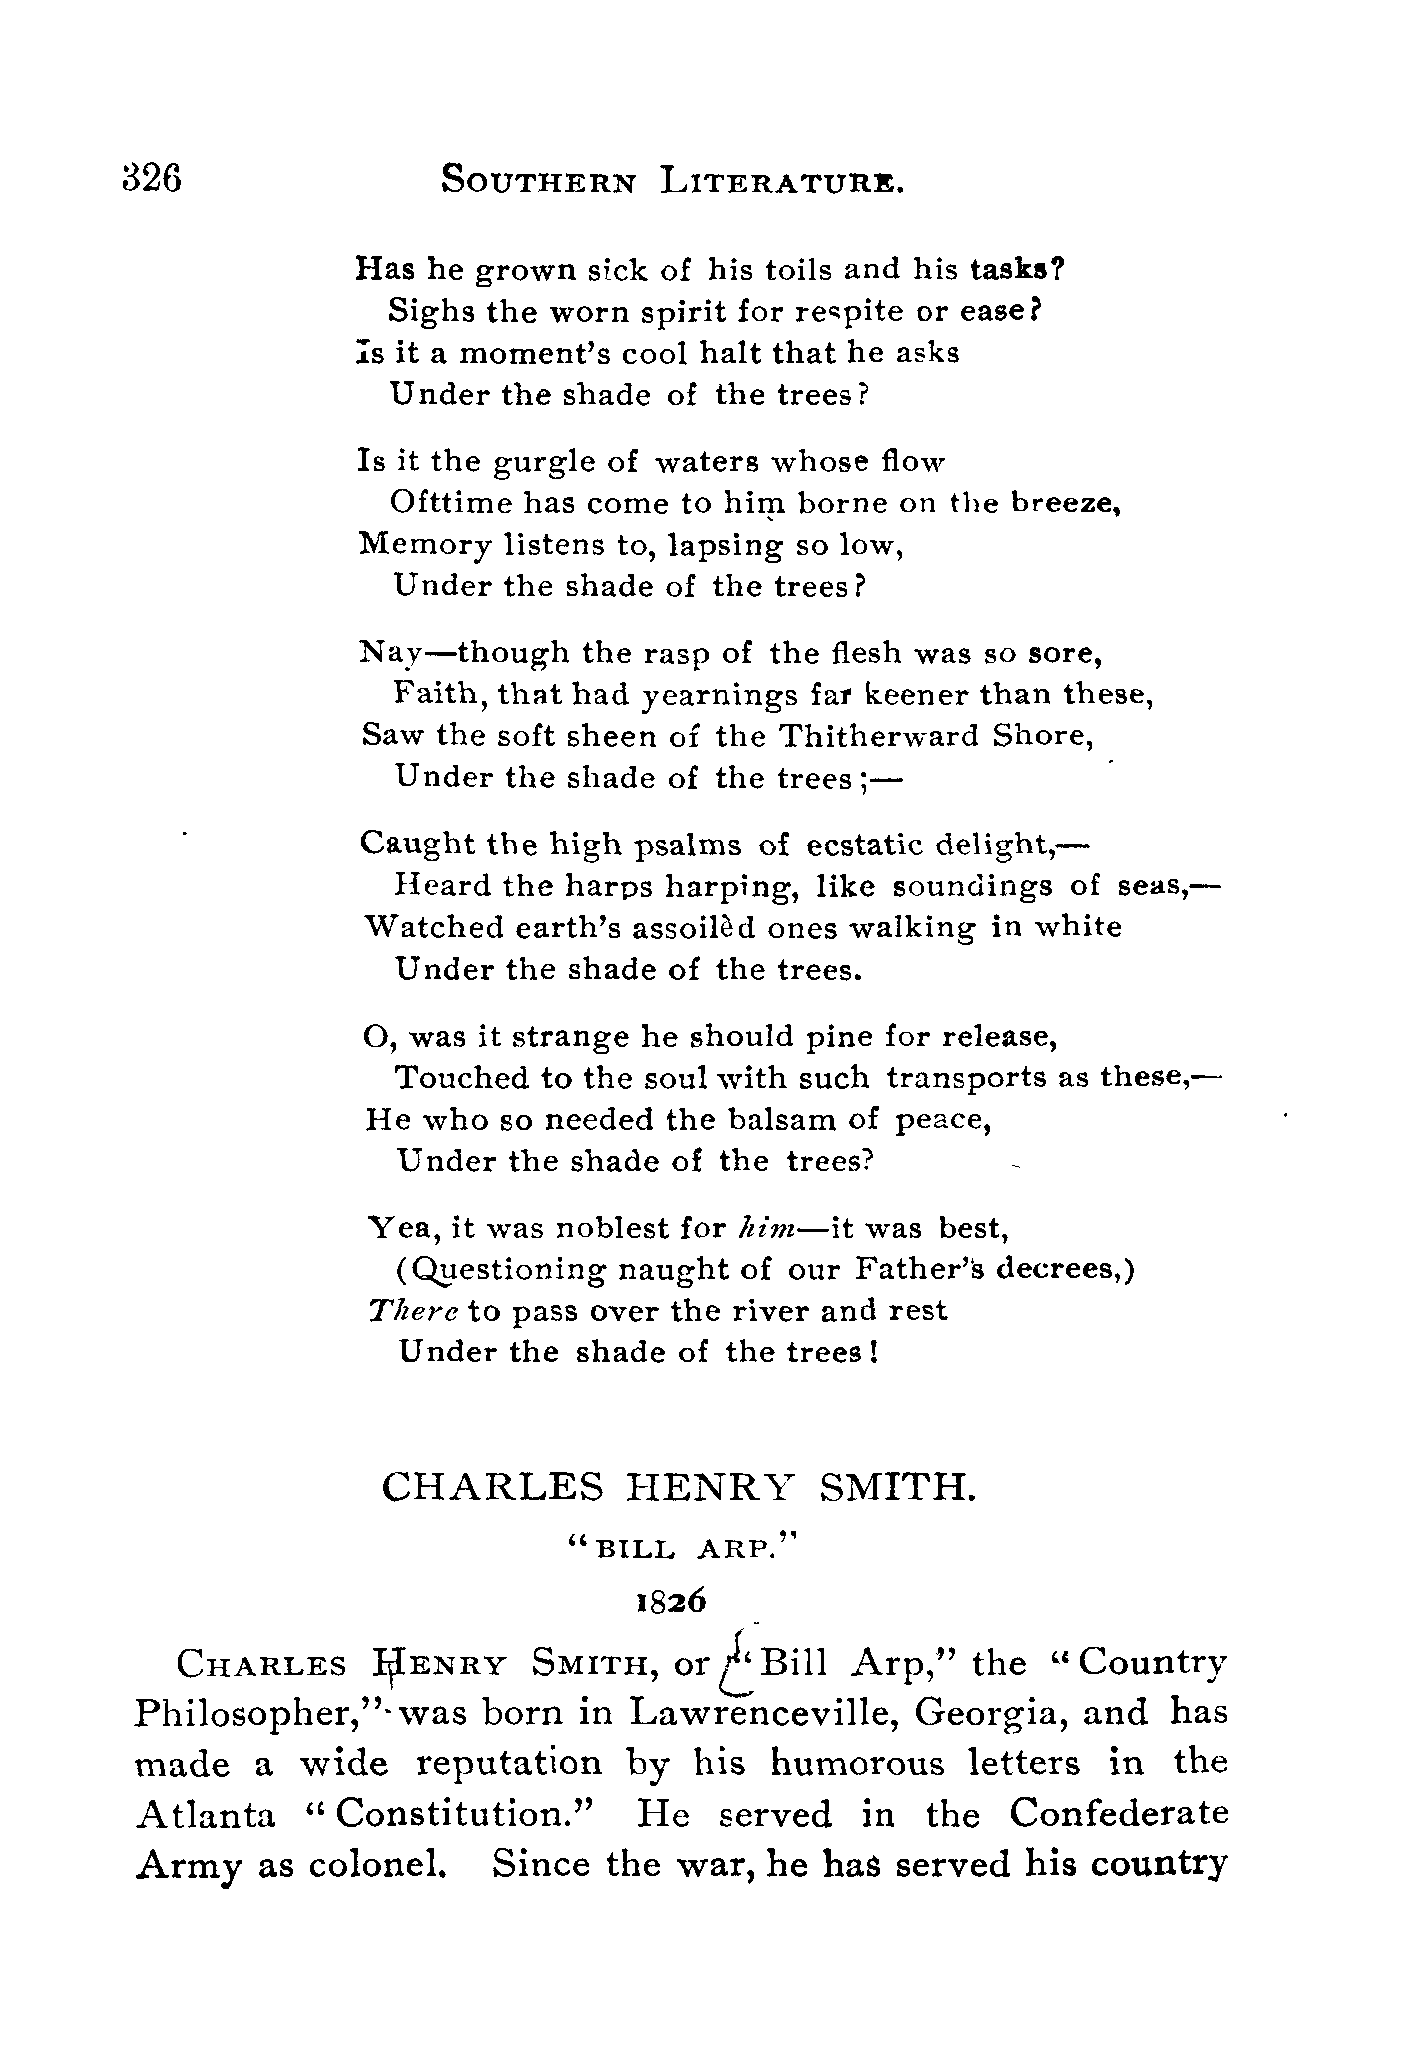 326 SOUTHERN LITERATURE.
Has he grown sick of his toils and his tasks?
Sighs the worn spirit for respite or ease?
Is it a moment's cool halt that he asks
Under the shade of the trees?
Is it the gurgle of waters whose flow
Ofttime has come to him borne on the breeze,
Memory listens to, lapsing so low,
Under the shade of the trees?
Nay—though the rasp of the flesh was so sore,
Faith, that had yearnings far keener than these,
Saw the soft sheen of the Thitherward Shore,
Under the shade of the trees;—
Caught the high psalms of ecstatic delight,—
Heard the harps harping, like soundings of seas,—
Watched earth's assoilèd ones walking in white
Under the shade of the trees.
O, was it strange he should pine for release,
Touched to the soul with such transports as these,—
He who so needed the balsam of peace,
Under the shade of the trees?
Yea, it was noblest for him—it was best,
(Questioning naught of our Father's decrees,)
There to pass over the river and rest
Under the shade of the trees!
CHARLES HENRY SMITH.
"BILL ARP."
1826
CHARLES HENRY SMITH, or "Bill Arp," the "Country
Philosopher," was born in Lawrenceville, Georgia, and has
made a wide reputation by his humorous letters in the
Atlanta "Constitution." He served in the Confederate
Army as colonel. Since the war, he has served his country